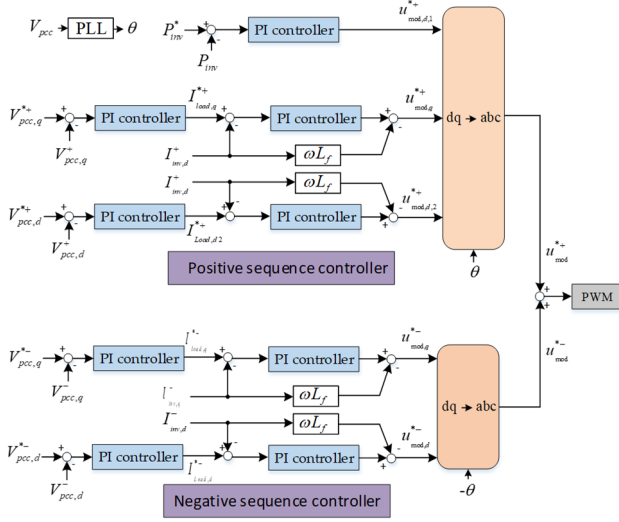 V_pcc PLL θ
P*_inv PI controller u*+_mod,d,1
P_inv
V*+_pcc,q PI controller I*+_load,q PI controller u*+_mod,q
V+_pcc,q
I+_inv,d ωL_f
dq → abc
I+_inv,d ωL_f
V*+_pcc,d PI controller I*+_Load,d2 PI controller u*+_mod,d,2
V+_pcc,d
Positive sequence controller
θ
u*+_mod
PWM
u*-_mod
V*-_pcc,q PI controller I*-_load,q PI controller u*-_mod,q
V-_pcc,q
I-_inv,q ωL_f
dq → abc
I-_inv,d ωL_f
V*-_pcc,d PI controller I*-_Load,d PI controller u*-_mod,d
V-_pcc,d
-θ
Negative sequence controller